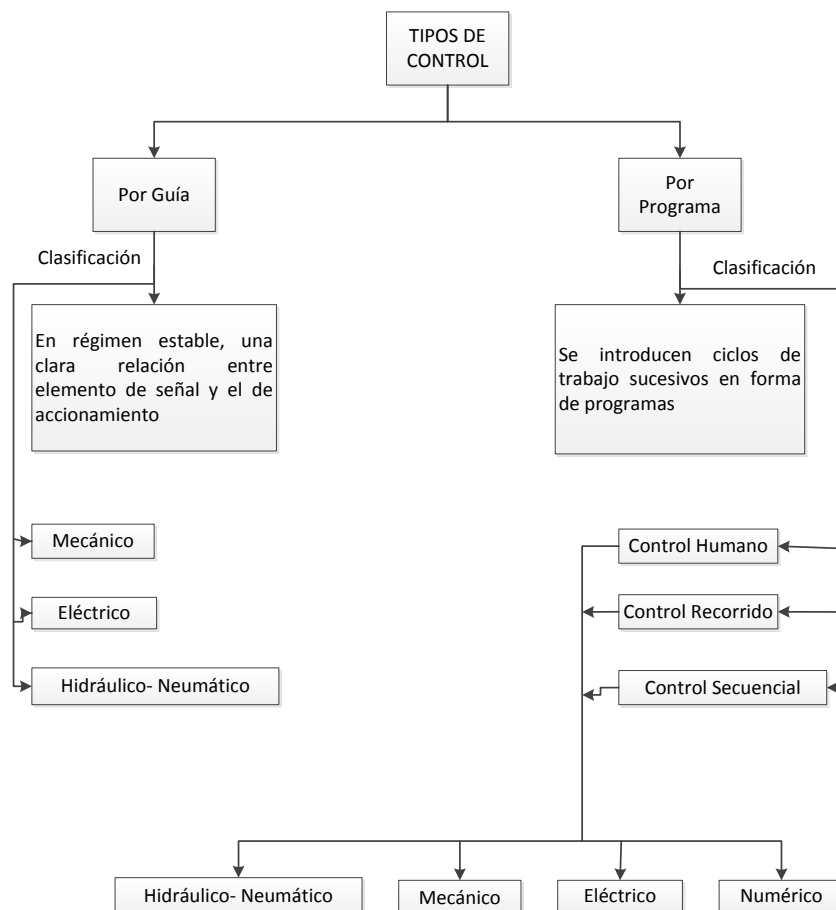 TIPOS DE
CONTROL
Por Guía
Por
Programa
Clasificación
Clasificación
En régimen estable, una
clara relación entre
elemento de señal y el de
accionamiento
Se introducen ciclos de
trabajo sucesivos en forma
de programas
Mecánico
Control Humano
Eléctrico
Control Recorrido
Hidráulico- Neumático
Control Secuencial
Hidráulico- Neumático
Mecánico
Eléctrico
Numérico